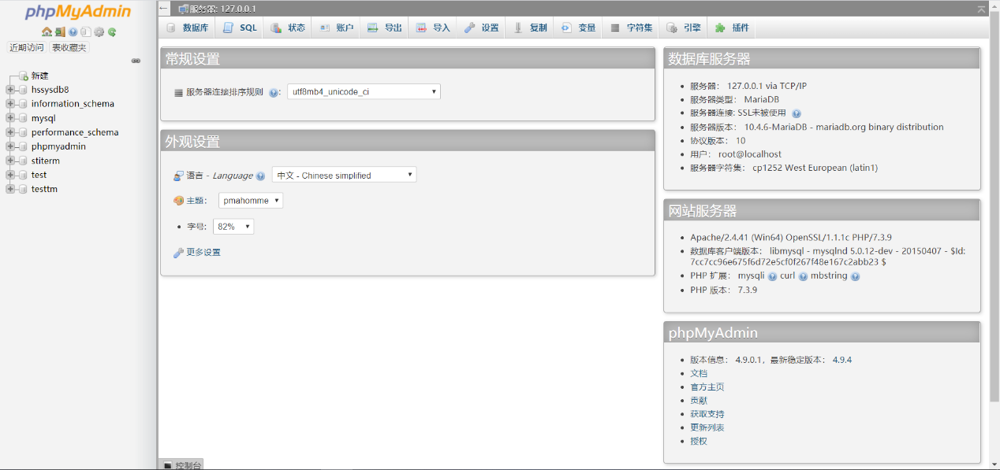 phpMyAdmin
近期访问 表收藏夹
新建
hssysdb8
information_schema
mysql
performance_schema
phpmyadmin
stiterm
test
testtm
服务器: 127.0.0.1
数据库 SQL 状态 账户 导出 导入 设置 复制 变量 字符集 引擎 插件
常规设置
服务器连接排序规则 : utf8mb4_unicode_ci
外观设置
语言 - Language 中文 - Chinese simplified
主题: pmahomme
字号: 82%
更多设置
控制台
数据库服务器
服务器: 127.0.0.1 via TCP/IP
服务器类型: MariaDB
服务器连接: SSL未被使用
服务器版本: 10.4.6-MariaDB - mariadb.org binary distribution
协议版本: 10
用户: root@localhost
服务器字符集: cp1252 West European (latin1)
网站服务器
Apache/2.4.41 (Win64) OpenSSL/1.1.1c PHP/7.3.9
数据库客户端版本: libmysql - mysqlnd 5.0.12-dev - 20150407 - $Id:
7cc7cc96e675f6d72e5cf0f267f48e167c2abb23 $
PHP 扩展: mysqli curl mbstring
PHP 版本: 7.3.9
phpMyAdmin
版本信息: 4.9.0.1, 最新稳定版本: 4.9.4
文档
官方主页
贡献
获取支持
更新列表
授权